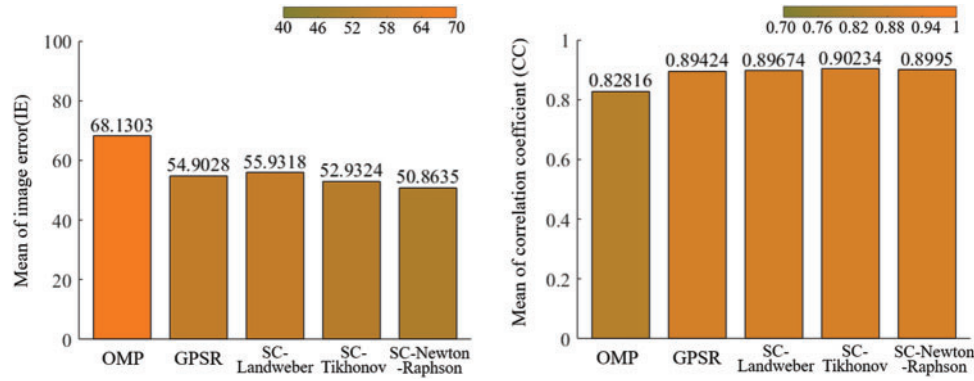 40 46 52 58 64 70
Mean of image error(IE)
100
80
60
40
20
0
68.1303
54.9028
55.9318
52.9324
50.8635
OMP
GPSR
SC-
Landweber
SC-
Tikhonov
SC-Newton
-Raphson
0.70 0.76 0.82 0.88 0.94 1
Mean of correlation coefficient (CC)
1
0.8
0.6
0.4
0.2
0
0.82816
0.89424
0.89674
0.90234
0.8995
OMP
GPSR
SC-
Landweber
SC-
Tikhonov
SC-Newton
-Raphson